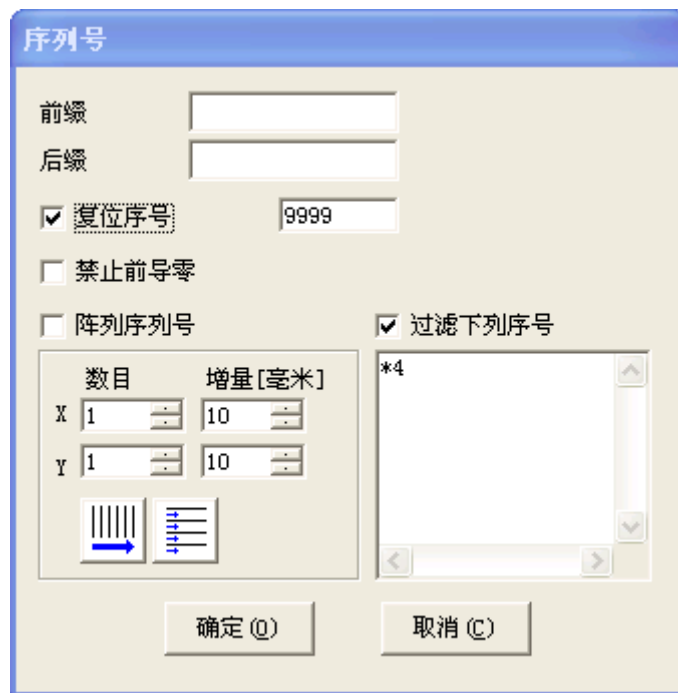 序列号
前缀
后缀
复位序号 9999
禁止前导零
阵列序列号 过滤下列序号
数目 增量[毫米] *4
X 1 10
Y 1 10
确定(O) 取消(C)